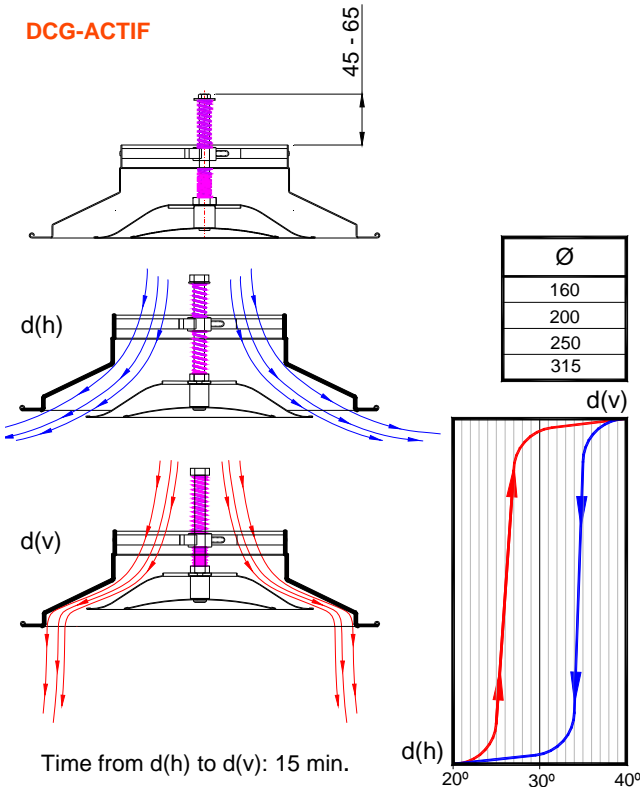 DCG-ACTIF
45 - 65
Ø
160
200
250
315
d(h)
d(v)
d(v)
d(h)
20º 30º 40º
Time from d(h) to d(v): 15 min.